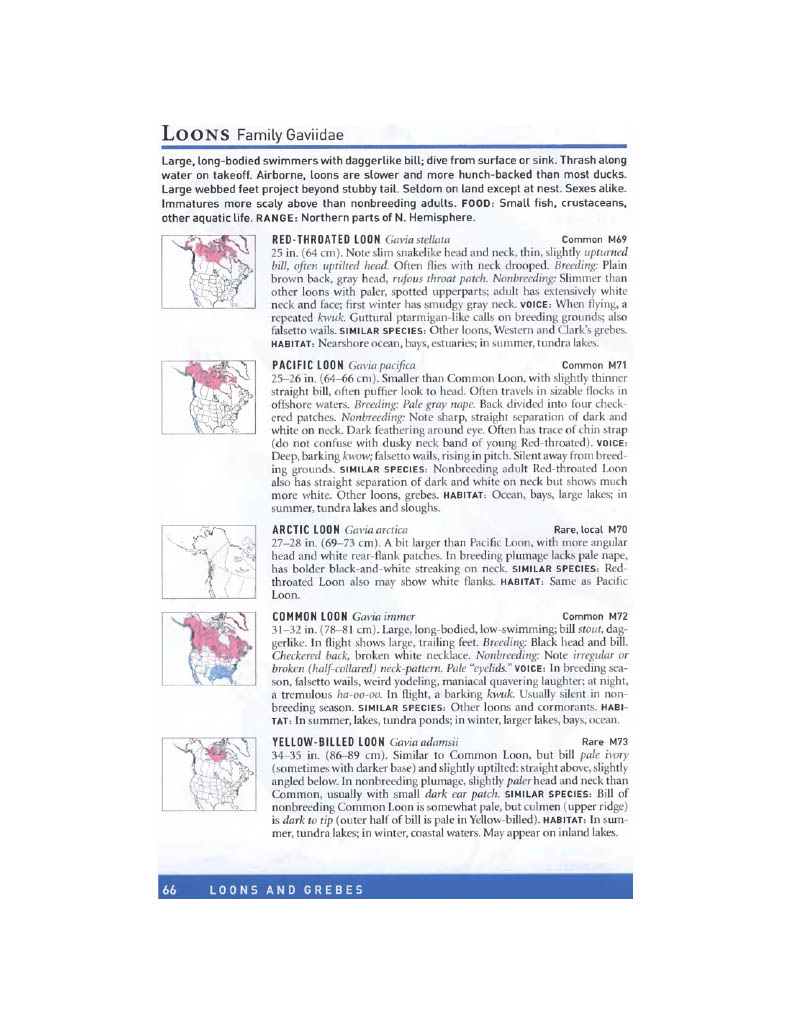 LOONS Family Gaviidae
Large, long-bodied swimmers with daggerlike bill; dive from surface or sink. Thrash along
water on takeoff. Airborne, loons are slower and more hunch-backed than most ducks.
Large webbed feet project beyond stubby tail. Seldom on land except at nest. Sexes alike.
Immatures more scaly above than nonbreeding adults. FOOD: Small fish, crustaceans,
other aquatic life. RANGE: Northern parts of N. Hemisphere.
RED-THROATED LOON Gavia stellata Common M69
25 in. (64 cm). Note slim snakelike head and neck, thin, slightly upturned
bill, often uptilted head. Often flies with neck drooped. Breeding: Plain
brown back, gray head, rufous throat patch. Nonbreeding: Slimmer than
other loons with paler, spotted upperparts; adult has extensively white
neck and face; first winter has smudgy gray neck. VOICE: When flying, a
repeated kwuk. Guttural ptarmigan-like calls on breeding grounds; also
falsetto wails. SIMILAR SPECIES: Other loons, Western and Clark's grebes.
HABITAT: Nearshore ocean, bays, estuaries; in summer, tundra lakes.
PACIFIC LOON Gavia pacifica Common M71
25–26 in. (64–66 cm). Smaller than Common Loon, with slightly thinner
straight bill, often puffier look to head. Often travels in sizable flocks in
offshore waters. Breeding: Pale gray nape. Back divided into four check-
ered patches. Nonbreeding: Note sharp, straight separation of dark and
white on neck. Dark feathering around eye. Often has trace of chin strap
(do not confuse with dusky neck band of young Red-throated). VOICE:
Deep, barking kwow; falsetto wails, rising in pitch. Silent away from breed-
ing grounds. SIMILAR SPECIES: Nonbreeding adult Red-throated Loon
also has straight separation of dark and white on neck but shows much
more white. Other loons, grebes. HABITAT: Ocean, bays, large lakes; in
summer, tundra lakes and sloughs.
ARCTIC LOON Gavia arctica Rare, local M70
27–28 in. (69–73 cm). A bit larger than Pacific Loon, with more angular
head and white rear-flank patches. In breeding plumage lacks pale nape,
has bolder black-and-white streaking on neck. SIMILAR SPECIES: Red-
throated Loon also may show white flanks. HABITAT: Same as Pacific
Loon.
COMMON LOON Gavia immer Common M72
31–32 in. (78–81 cm). Large, long-bodied, low-swimming; bill stout, dag-
gerlike. In flight shows large, trailing feet. Breeding: Black head and bill.
Checkered back, broken white necklace. Nonbreeding: Note irregular or
broken (half-collared) neck-pattern. Pale "eyelids." VOICE: In breeding sea-
son, falsetto wails, weird yodeling, maniacal quavering laughter; at night,
a tremulous ha-oo-oo. In flight, a barking kwuk. Usually silent in non-
breeding season. SIMILAR SPECIES: Other loons and cormorants. HABI-
TAT: In summer, lakes, tundra ponds; in winter, larger lakes, bays, ocean.
YELLOW-BILLED LOON Gavia adamsii Rare M73
34–35 in. (86–89 cm). Similar to Common Loon, but bill pale ivory
(sometimes with darker base) and slightly uptilted: straight above, slightly
angled below. In nonbreeding plumage, slightly paler head and neck than
Common, usually with small dark ear patch. SIMILAR SPECIES: Bill of
nonbreeding Common Loon is somewhat pale, but culmen (upper ridge)
is dark to tip (outer half of bill is pale in Yellow-billed). HABITAT: In sum-
mer, tundra lakes; in winter, coastal waters. May appear on inland lakes.
66 LOONS AND GREBES